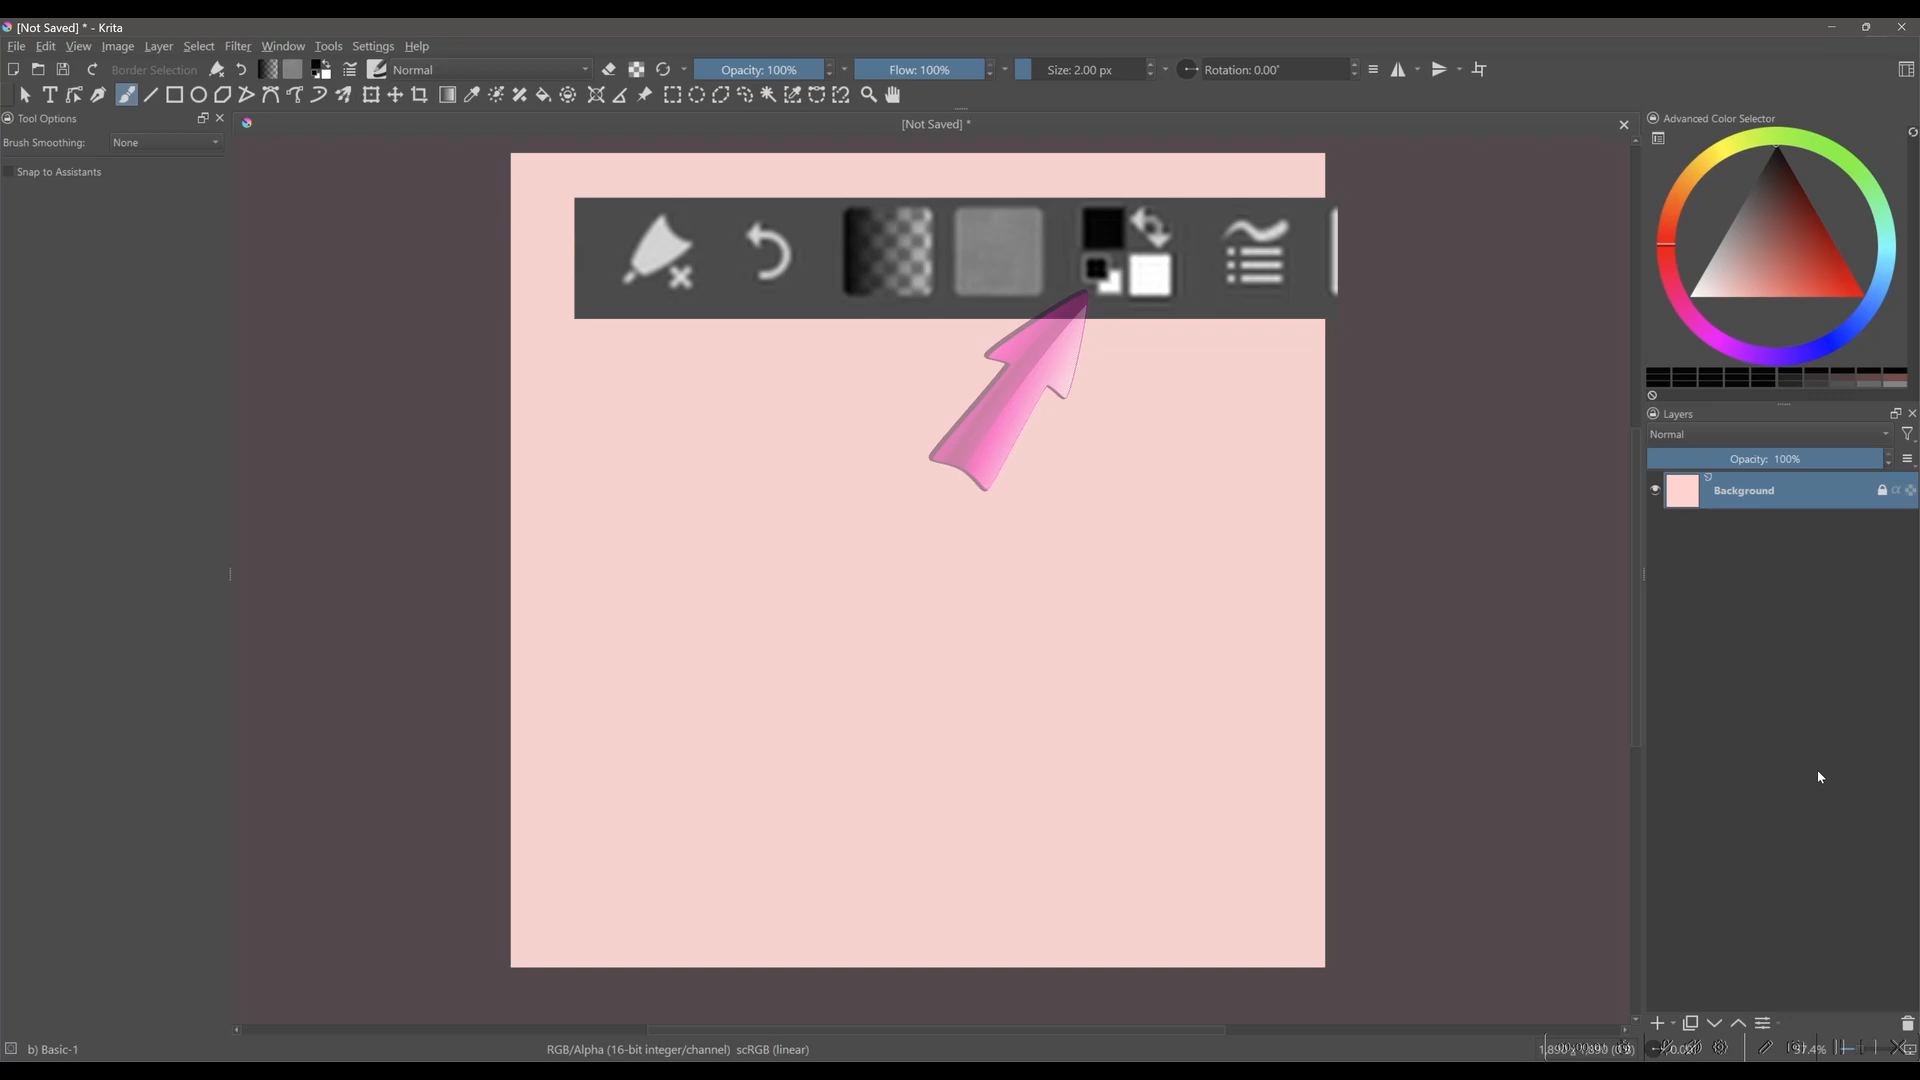 [Not Saved] * - Krita
File Edit View Image Layer Select Filter Window Tools Settings Help
Border Selection Normal Opacity: 100% Flow: 100% Size: 2.00 px Rotation: 0.00°
Tool Options
[Not Saved] *
Advanced Color Selector
Brush Smoothing: None
Snap to Assistants
Layers
Normal
Opacity: 100%
Background
b) Basic-1
RGB/Alpha (16-bit integer/channel) scRGB (linear)